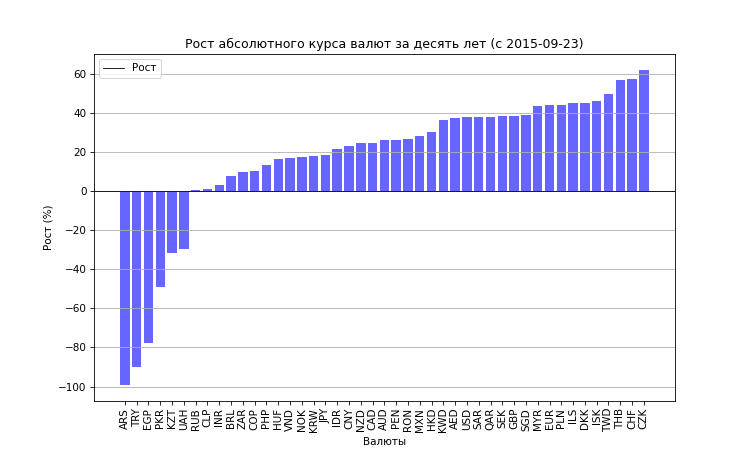 Рост абсолютного курса валют за десять лет (с 2015-09-23)
Рост
Рост (%)
60
40
20
0
−20
−40
−60
−80
−100
ARS TRY EGP PKR KZT UAH RUB CLP INR BRL ZAR COP PHP HUF VND NOK KRW JPY IDR CNY NZD CAD AUD PEN RON MXN HKD KWD AED USD SAR QAR SEK GBP SGD MYR EUR PLN ILS DKK ISK TWD THB CHF CZK
Валюты